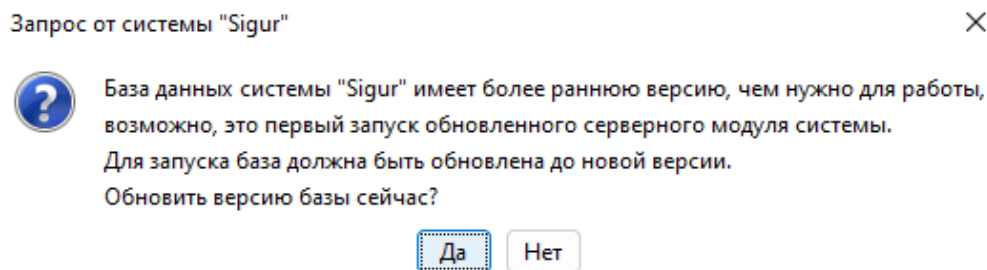 Запрос от системы "Sigur"
База данных системы "Sigur" имеет более раннюю версию, чем нужно для работы,
возможно, это первый запуск обновленного серверного модуля системы.
Для запуска база должна быть обновлена до новой версии.
Обновить версию базы сейчас?
Да Нет